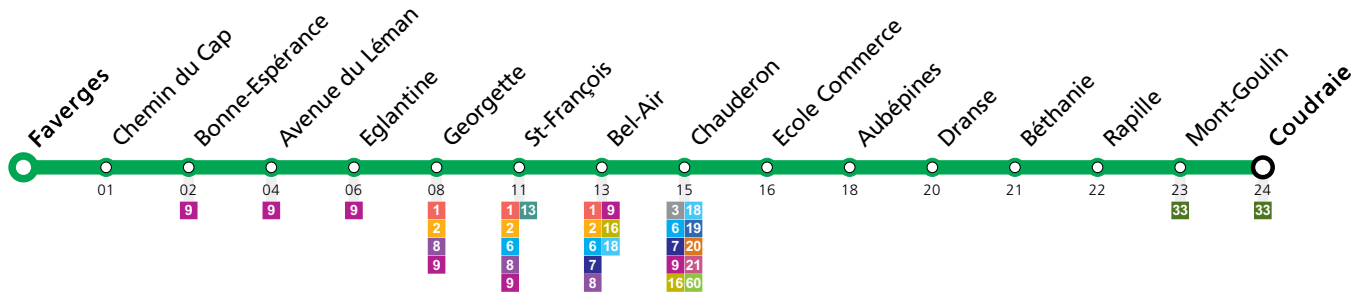 Faverges
Chemin du Cap
Bonne-Espérance
Avenue du Léman
Eglantine
Georgette
St-François
Bel-Air
Chauderon
Ecole Commerce
Aubépines
Dranse
Béthanie
Rapille
Mont-Goulin
Coudraie
01 02 04 06 08 11 13 15 16 18 20 21 22 23 24
9 9 9 1 1 13 1 9 3 18 33 33
2 2 2 16 6 19
8 6 6 18 7 20
9 8 7 9 21
9 8 16 60